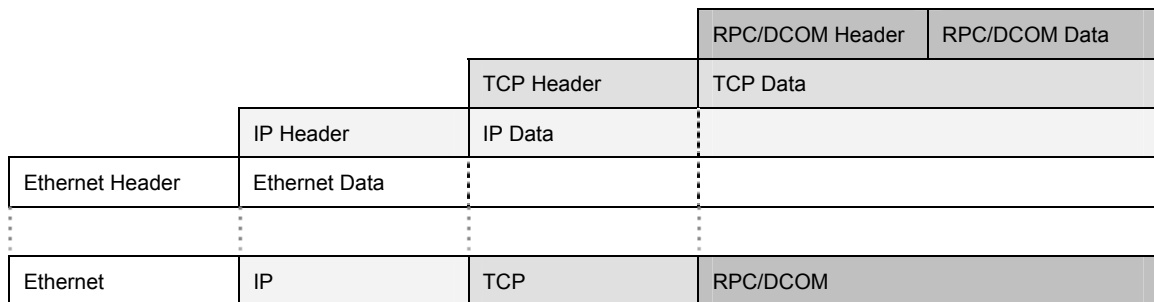 RPC/DCOM Header RPC/DCOM Data
TCP Header TCP Data
IP Header IP Data
Ethernet Header Ethernet Data
Ethernet IP TCP RPC/DCOM